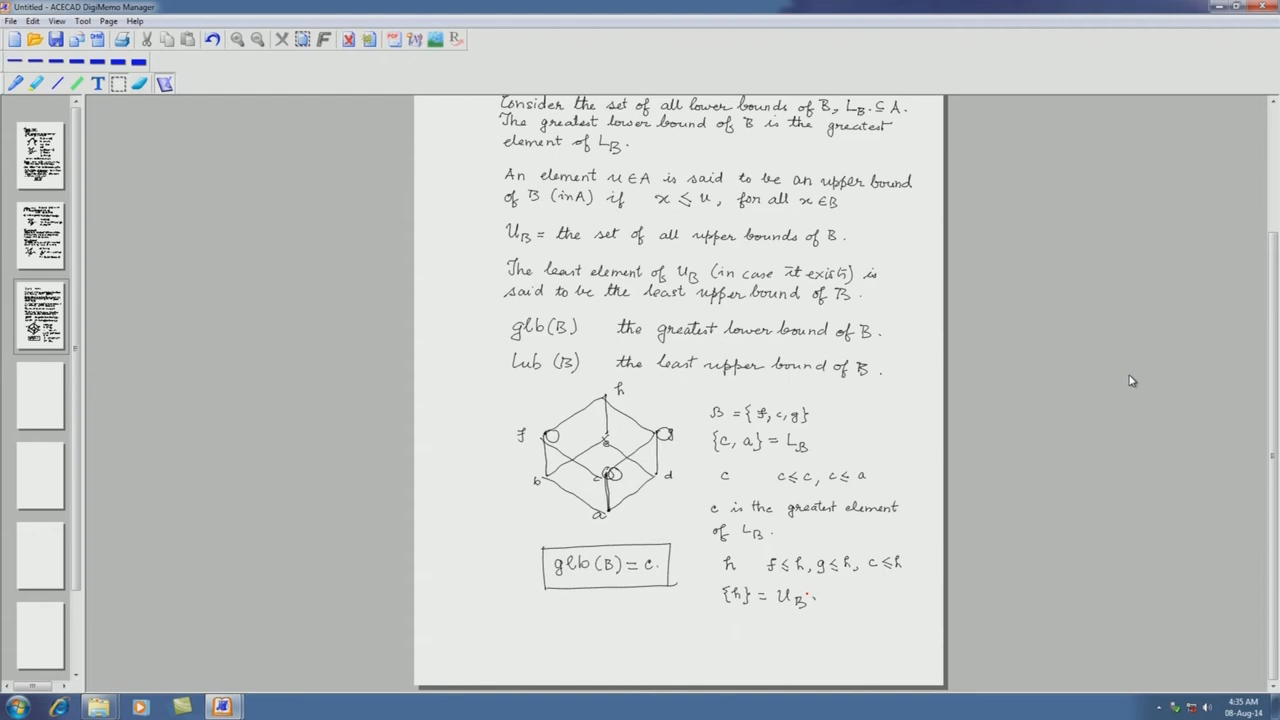 Untitled - ACECAD DigiMemo Manager
File Edit View Tool Page Help
Consider the set of all lower bounds of B, L_B ⊆ A.
The greatest lower bound of B is the greatest
element of L_B.
An element u ∈ A is said to be an upper bound
of B (in A) if x ≤ u, for all x ∈ B
U_B = the set of all upper bounds of B.
The least element of U_B (in case it exists) is
said to be the least upper bound of B.
glb(B) the greatest lower bound of B.
lub (B) the least upper bound of B.
h
f
e
g
b
c
d
a
B = {f, c, g}
{c, a} = L_B
c c ≤ c, c ≤ a
c is the greatest element
of L_B.
h f ≤ h, g ≤ h, c ≤ h
{h} = U_B.
glb(B) = c.
4:35 AM
08-Aug-14